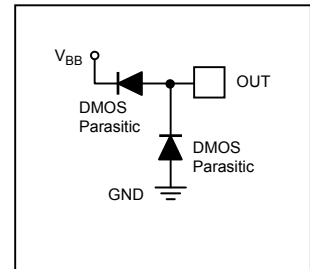 VBB
OUT
DMOS
Parasitic
DMOS
Parasitic
GND